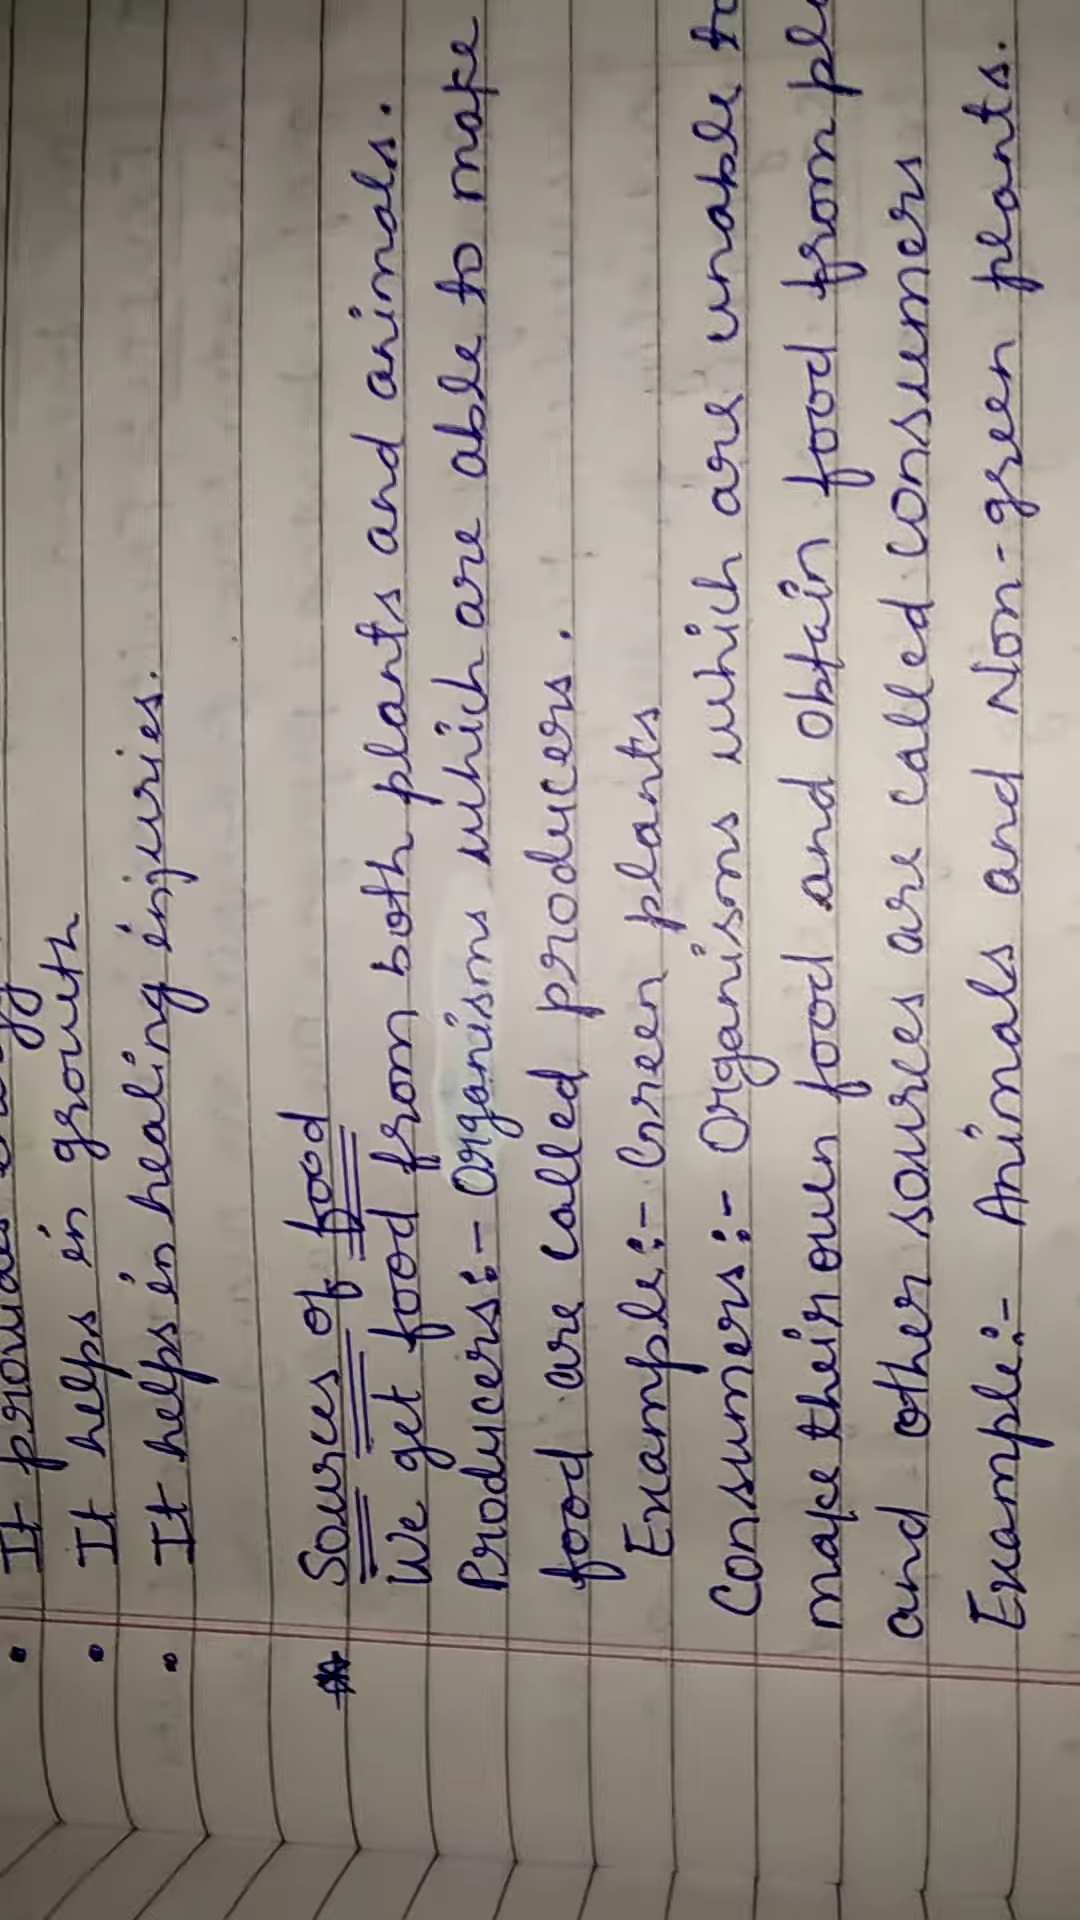 It provides energy
It helps in growth
It helps in healing injuries.
Sources of food
We get food from both plants and animals.
Producers:- Organisms which are able to make
food are called producers.
Example:- Green plants
Consumers:- Organisms which are unable to
make their own food and obtain food from
and other sources are called consumers
Example:- Animals and Non-green plants.